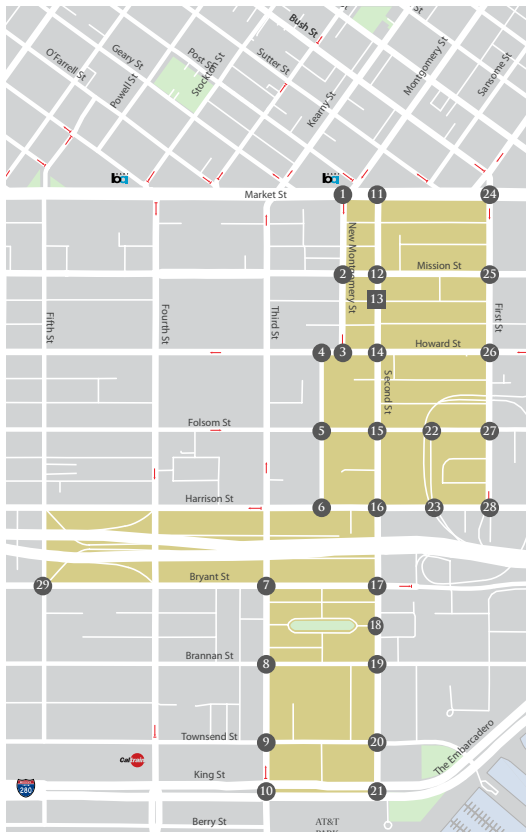 Bush St
O'Farrell St
Geary St
Post St
Stockton St
Powell St
Sutter St
Kearny St
Montgomery St
Sansome St
Market St
1
11
24
New Montgomery St
2
12
Mission St
25
13
Fifth St
Fourth St
Third St
First St
4
3
14
Howard St
26
Second St
Folsom St
5
15
22
27
Harrison St
6
16
23
28
29
Bryant St
7
17
18
Brannan St
8
19
Townsend St
9
20
The Embarcadero
Caltrain
King St
280
10
21
Berry St
AT&T